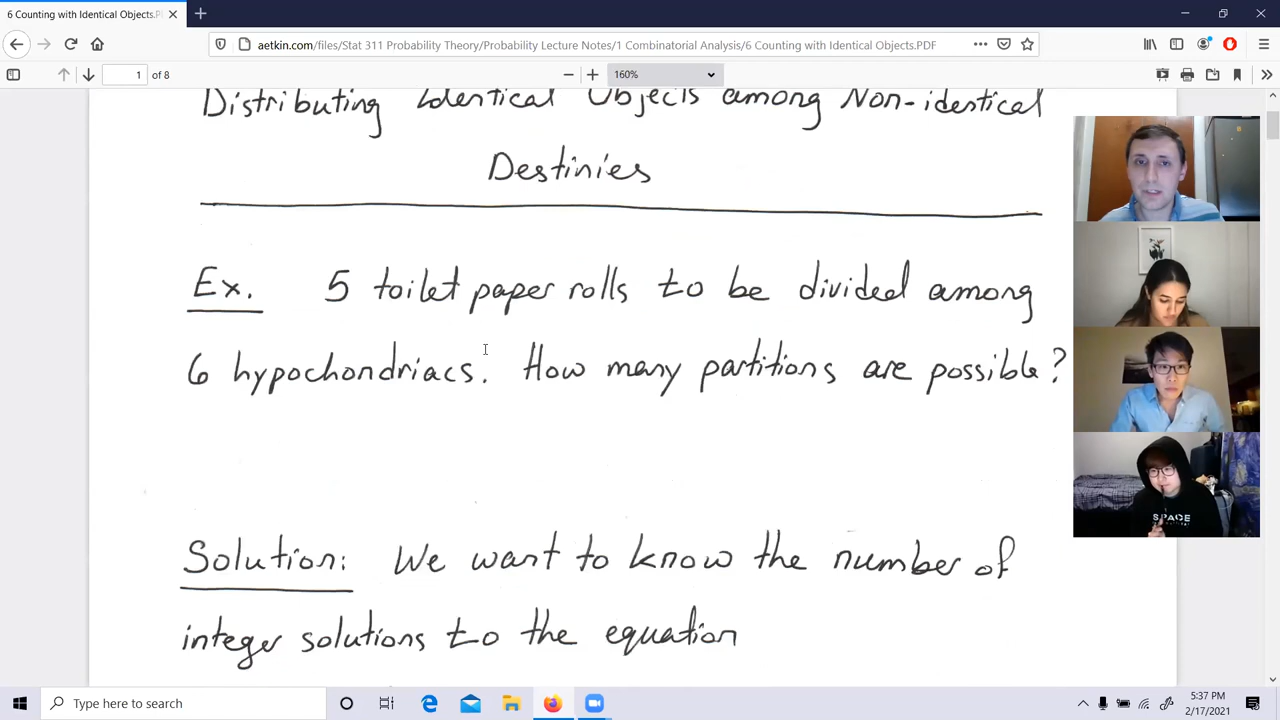 6 Counting with Identical Objects.P
aetkin.com/files/Stat 311 Probability Theory/Probability Lecture Notes/1 Combinatorial Analysis/6 Counting with Identical Objects.PDF
1 of 8
160%
Distributing Identical Objects among Non-identical
Destinies
Ex. 5 toilet paper rolls to be divided among
6 hypochondriacs. How many partitions are possible?
Solution: We want to know the number of
integer solutions to the equation
SPACE
Type here to search
5:37 PM
2/17/2021